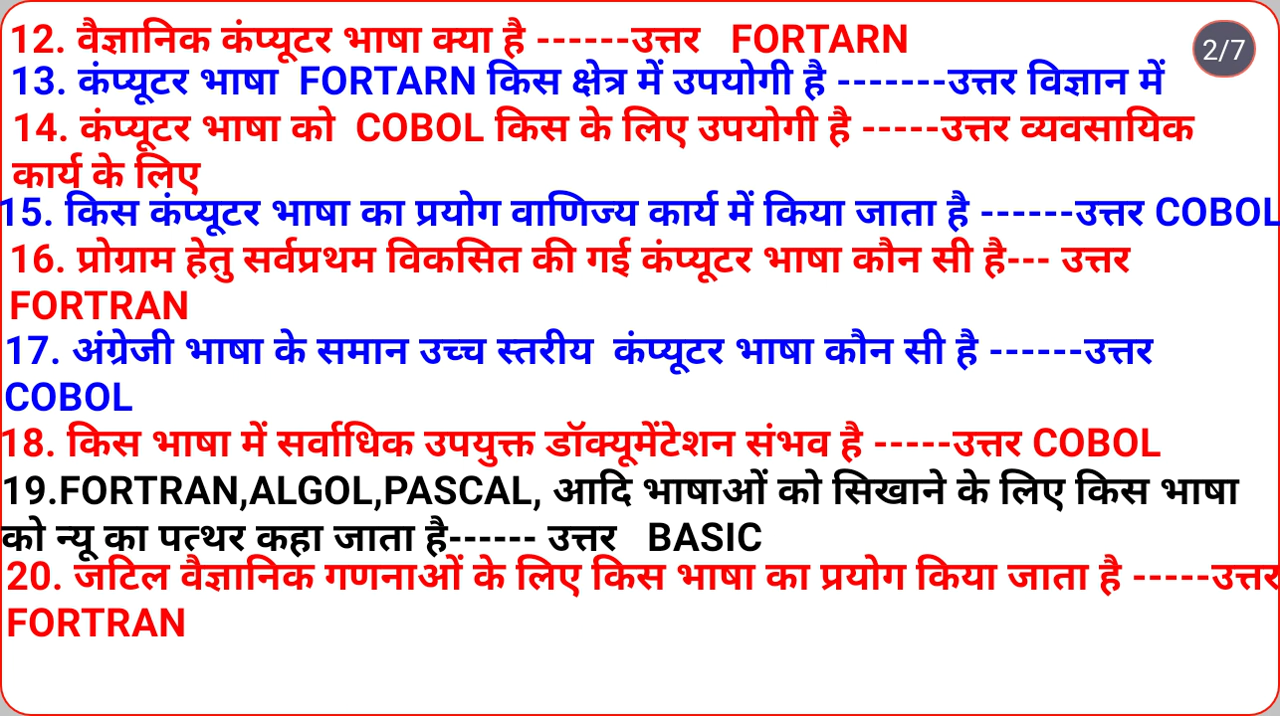 12. वैज्ञानिक कंप्यूटर भाषा क्या है ------उत्तर FORTARN
2/7
13. कंप्यूटर भाषा FORTARN किस क्षेत्र में उपयोगी है -------उत्तर विज्ञान में
14. कंप्यूटर भाषा को COBOL किस के लिए उपयोगी है -----उत्तर व्यवसायिक
कार्य के लिए
15. किस कंप्यूटर भाषा का प्रयोग वाणिज्य कार्य में किया जाता है ------उत्तर COBOL
16. प्रोग्राम हेतु सर्वप्रथम विकसित की गई कंप्यूटर भाषा कौन सी है--- उत्तर
FORTRAN
17. अंग्रेजी भाषा के समान उच्च स्तरीय कंप्यूटर भाषा कौन सी है ------उत्तर
COBOL
18. किस भाषा में सर्वाधिक उपयुक्त डॉक्यूमेंटेशन संभव है -----उत्तर COBOL
19.FORTRAN,ALGOL,PASCAL, आदि भाषाओं को सिखाने के लिए किस भाषा
को न्यू का पत्थर कहा जाता है------ उत्तर BASIC
20. जटिल वैज्ञानिक गणनाओं के लिए किस भाषा का प्रयोग किया जाता है -----उत्तर
FORTRAN